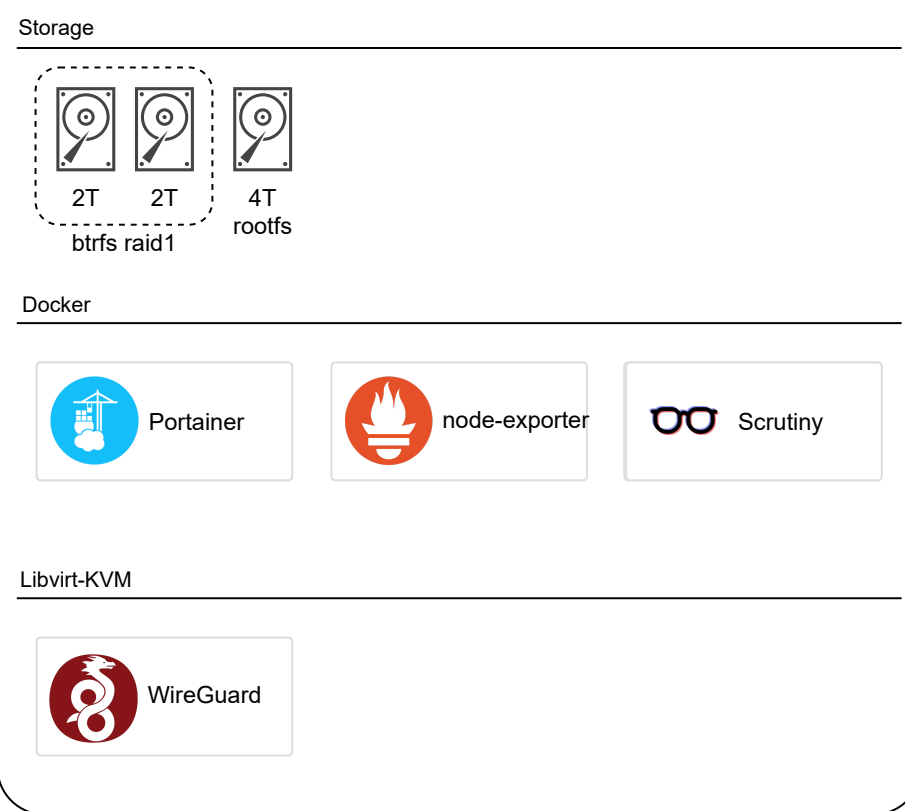 Storage
2T
2T
4T
rootfs
btrfs raid1
Docker
Portainer
node-exporter
Scrutiny
Libvirt-KVM
WireGuard